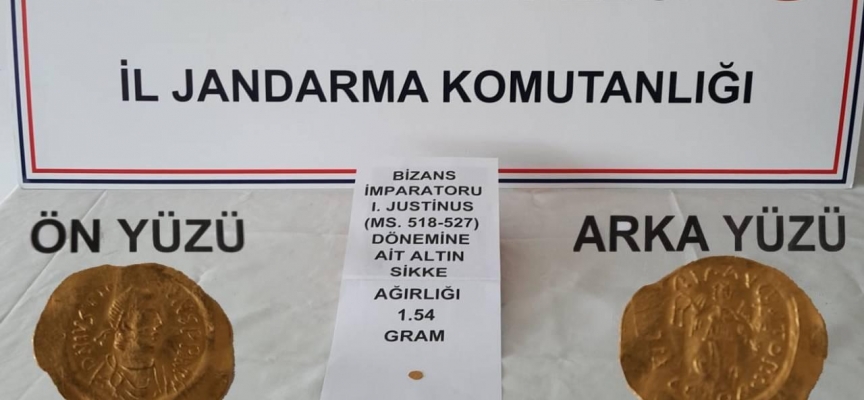 İL JANDARMA KOMUTANLIĞI
BİZANS
İMPARATORU
I. JUSTİNUS
(MS. 518-527)
DÖNEMİNE
AİT ALTIN
SİKKE
AĞIRLIĞI
1.54
GRAM
ÖN YÜZÜ
ARKA YÜZÜ